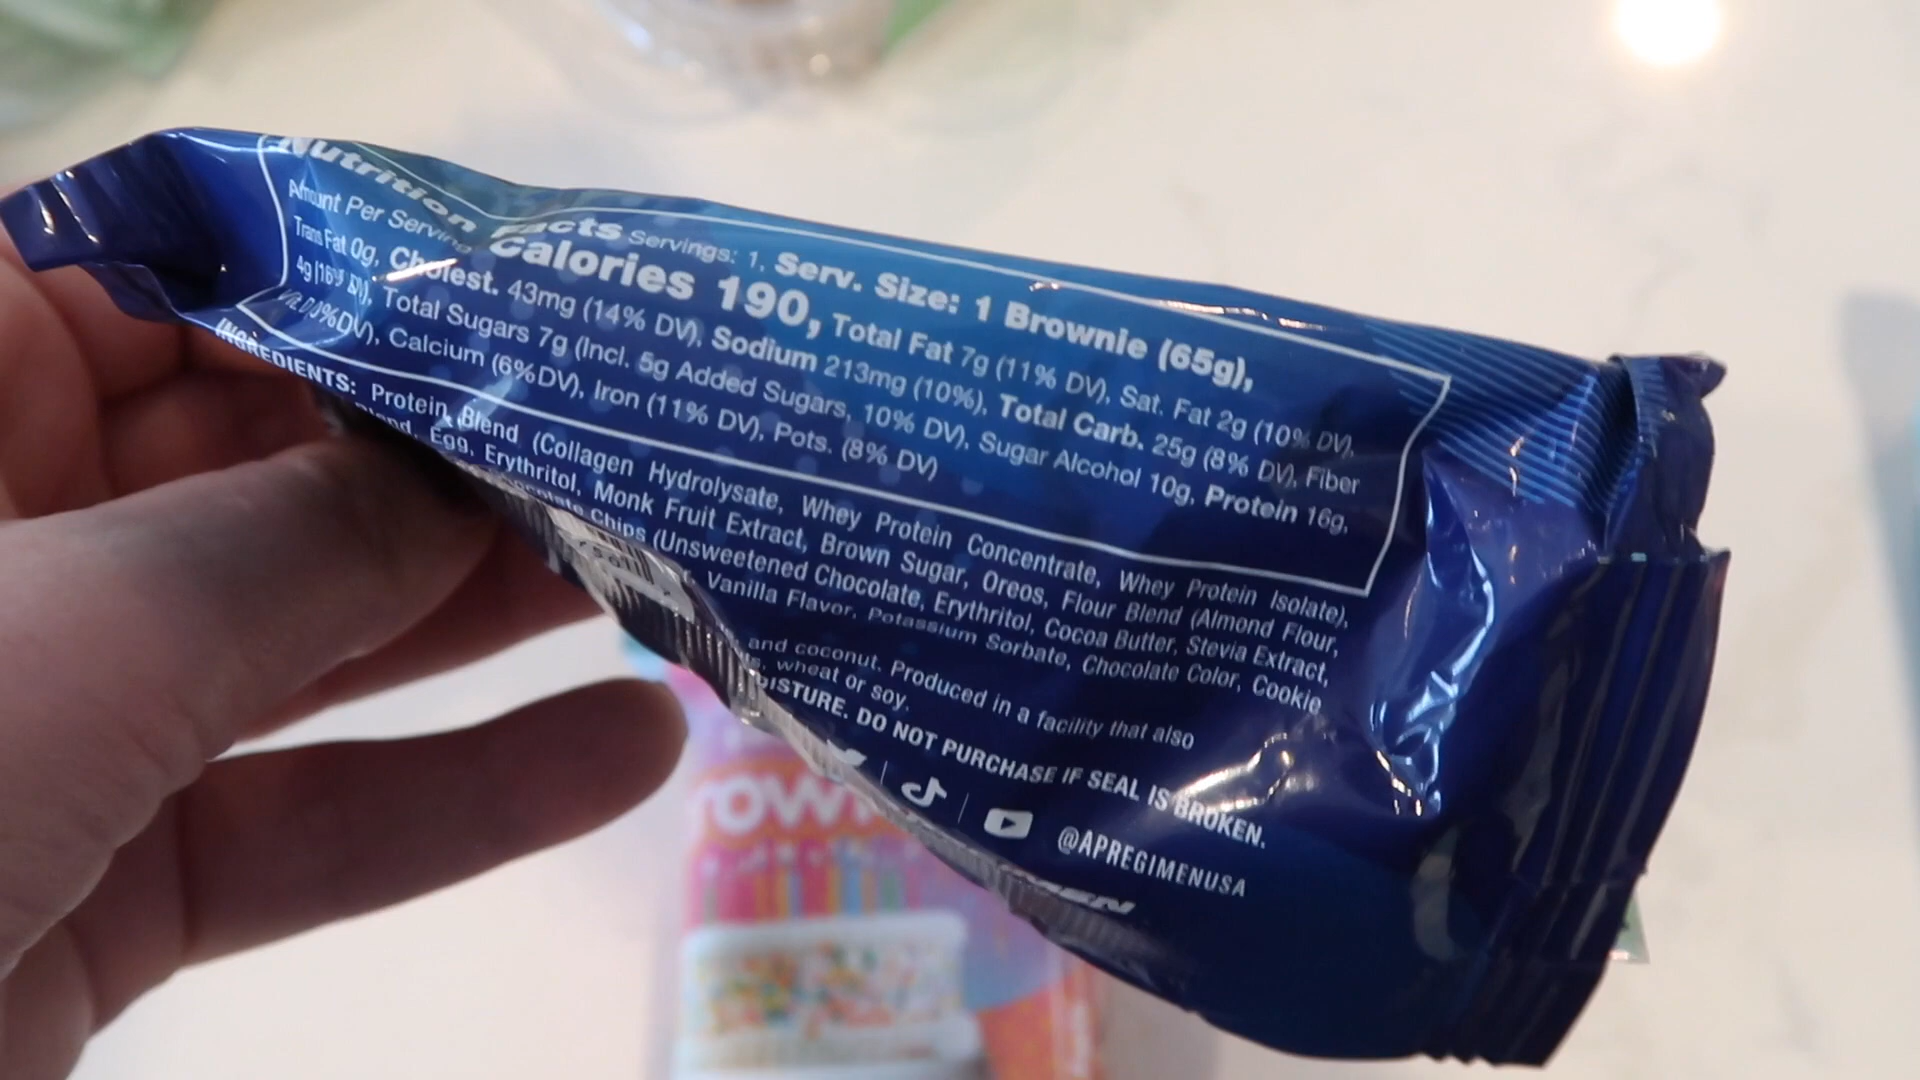 Nutrition Facts Servings: 1, Serv. Size: 1 Brownie (65g),
Amount Per Serving Calories 190, Total Fat 7g (11% DV), Sat. Fat 2g (10% DV),
Trans Fat 0g, Cholest. 43mg (14% DV), Sodium 213mg (10%), Total Carb. 25g (8% DV), Fiber
4g (16% DV), Total Sugars 7g (Incl. 5g Added Sugars, 10% DV), Sugar Alcohol 10g, Protein 16g,
DV), Calcium (6%DV), Iron (11% DV), Pots. (8% DV)
INGREDIENTS: Protein Blend (Collagen Hydrolysate, Whey Protein Concentrate, Whey Protein Isolate),
Egg, Erythritol, Monk Fruit Extract, Brown Sugar, Oreos, Flour Blend (Almond Flour,
Chocolate Chips (Unsweetened Chocolate, Erythritol, Cocoa Butter, Stevia Extract,
Vanilla Flavor, Potassium Sorbate, Chocolate Color, Cookie
and coconut. Produced in a facility that also
wheat or soy.
DO NOT PURCHASE IF SEAL IS BROKEN.
@APREGIMENUSA